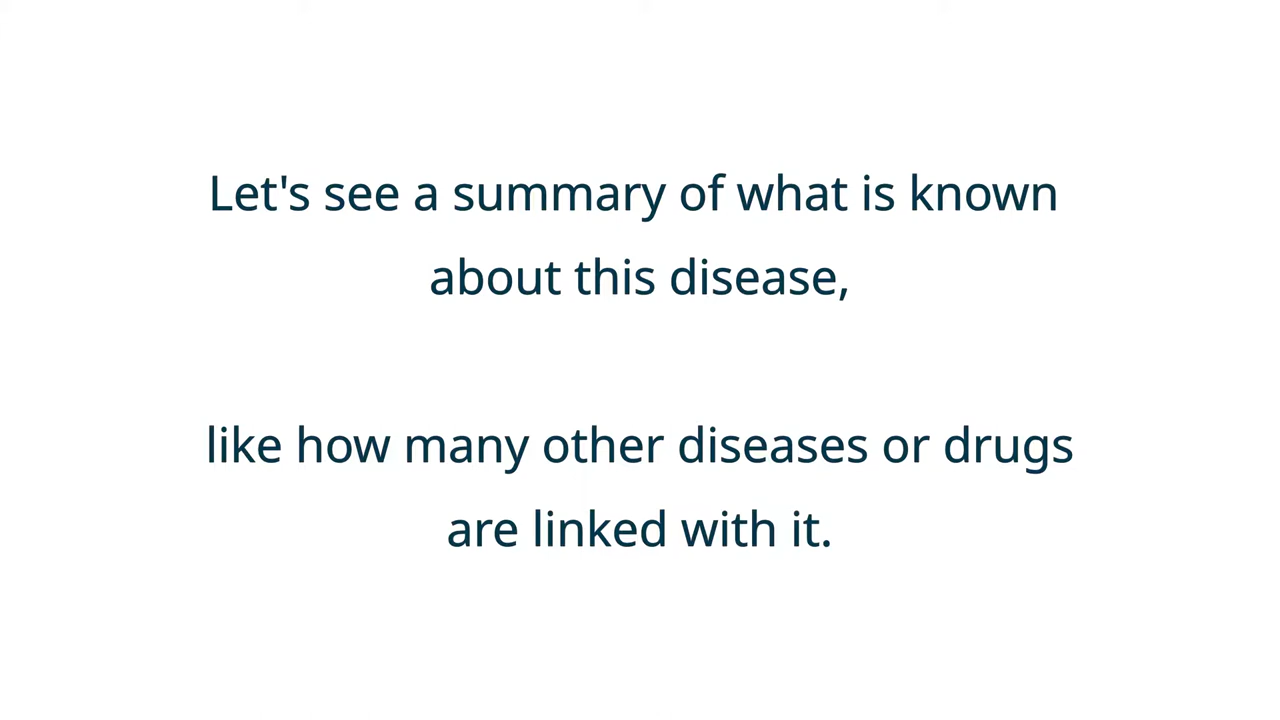 Let's see a summary of what is known
about this disease,
like how many other diseases or drugs
are linked with it.